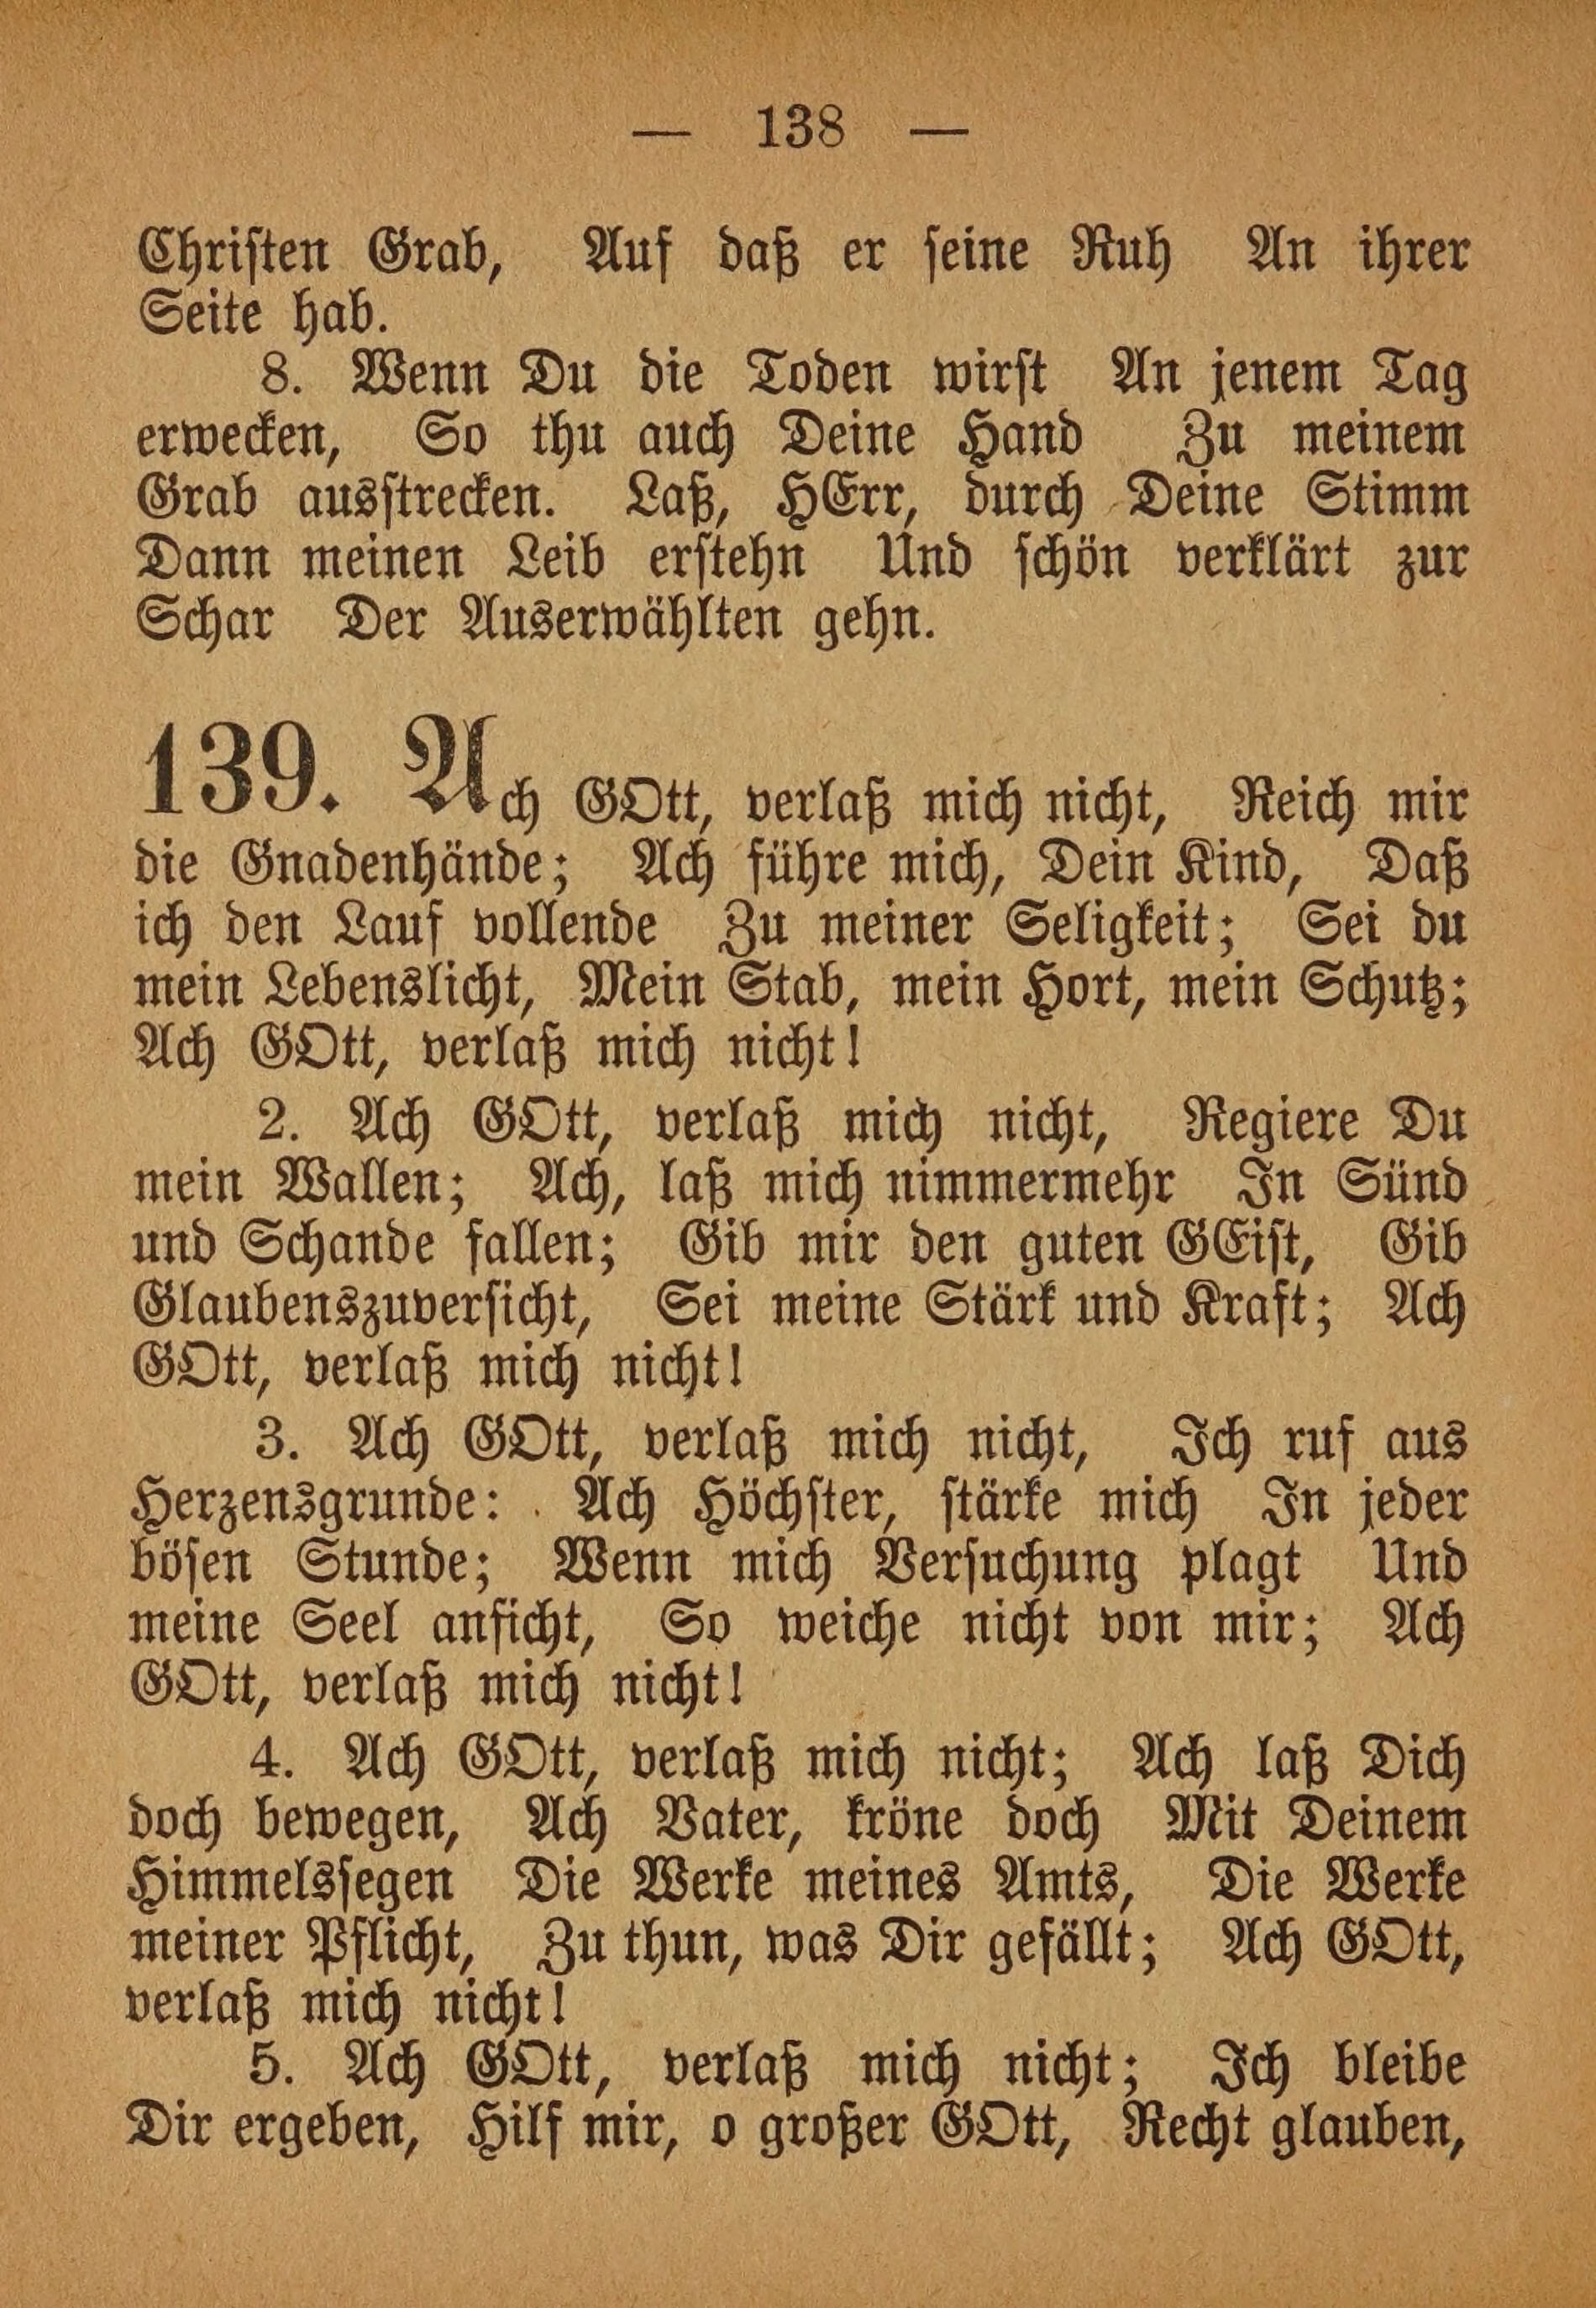 — 138 —
Christen Grab, Auf daß er seine Ruh An ihrer
Seite hab.
8. Wenn Du die Toden wirst An jenem Tag
erwecken, So thu auch Deine Hand Zu meinem
Grab ausstrecken. Laß, HErr, durch Deine Stimm
Dann meinen Leib erstehn Und schön verklärt zur
Schar Der Auserwählten gehn.
139. Ach GOtt, verlaß mich nicht, Reich mir
die Gnadenhände; Ach führe mich, Dein Kind, Daß
ich den Lauf vollende Zu meiner Seligkeit; Sei du
mein Lebenslicht, Mein Stab, mein Hort, mein Schutz;
Ach GOtt, verlaß mich nicht!
2. Ach GOtt, verlaß mich nicht, Regiere Du
mein Wallen; Ach, laß mich nimmermehr In Sünd
und Schande fallen; Gib mir den guten GEist, Gib
Glaubenszuversicht, Sei meine Stärk und Kraft; Ach
GOtt, verlaß mich nicht!
3. Ach GOtt, verlaß mich nicht, Ich ruf aus
Herzensgrunde: Ach Höchster, stärke mich In jeder
bösen Stunde; Wenn mich Versuchung plagt Und
meine Seel anficht, So weiche nicht von mir; Ach
GOtt, verlaß mich nicht!
4. Ach GOtt, verlaß mich nicht; Ach laß Dich
doch bewegen, Ach Vater, kröne doch Mit Deinem
Himmelssegen Die Werke meines Amts, Die Werke
meiner Pflicht, Zu thun, was Dir gefällt; Ach GOtt,
verlaß mich nicht!
5. Ach GOtt, verlaß mich nicht; Ich bleibe
Dir ergeben, Hilf mir, o großer GOtt, Recht glauben,